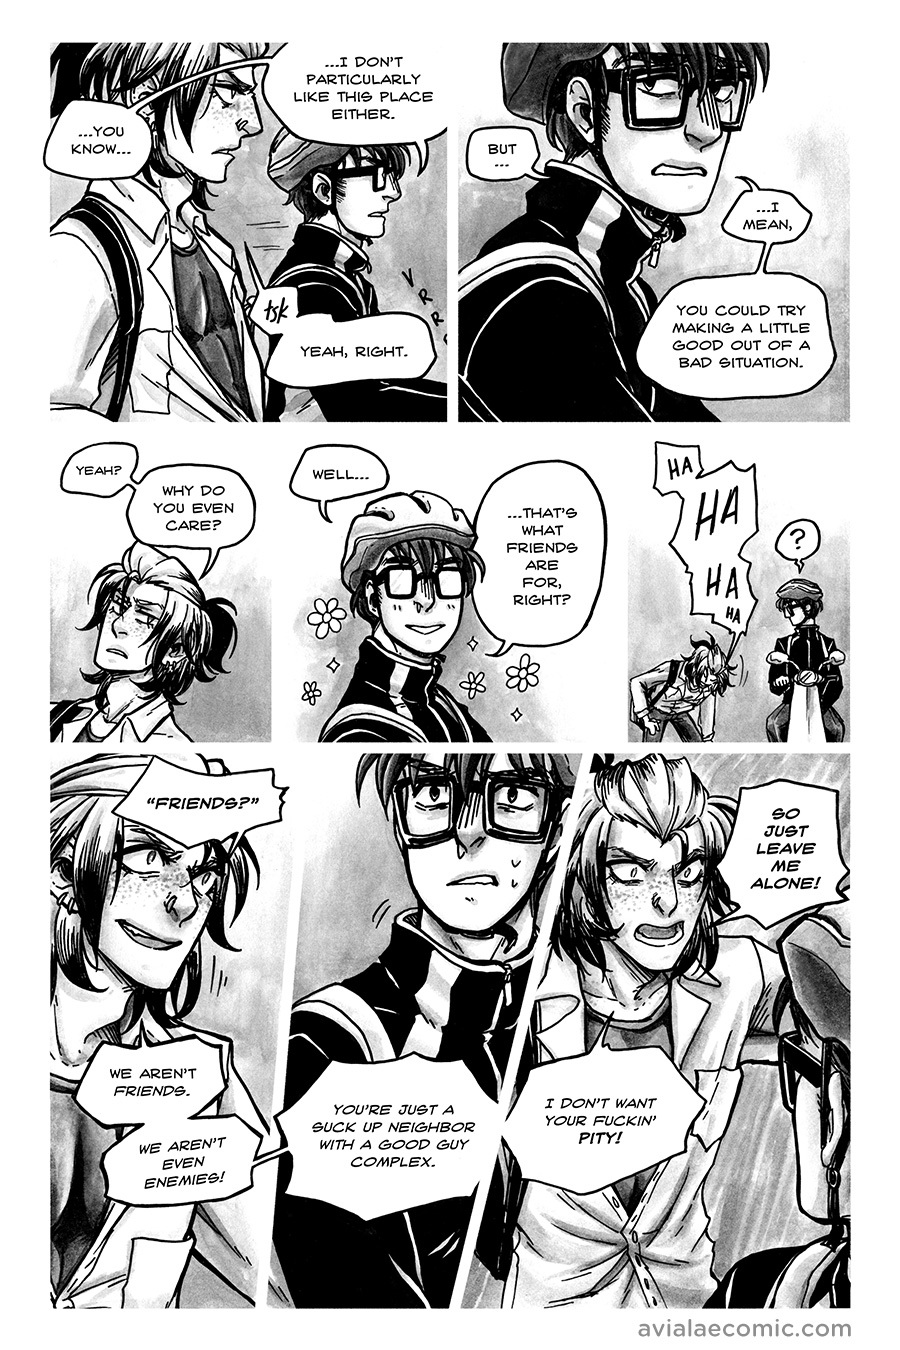 ...YOU
KNOW...
...I DON'T
PARTICULARLY
LIKE THIS PLACE
EITHER.
VRRR
tsk
YEAH, RIGHT.
BUT
...
...I
MEAN,
YOU COULD TRY
MAKING A LITTLE
GOOD OUT OF A
BAD SITUATION.
YEAH?
WHY DO
YOU EVEN
CARE?
WELL...
...THAT'S
WHAT
FRIENDS
ARE
FOR,
RIGHT?
HA
HA
HA
HA
?
"FRIENDS?"
WE AREN'T
FRIENDS.
WE AREN'T
EVEN
ENEMIES!
YOU'RE JUST A
SUCK UP NEIGHBOR
WITH A GOOD GUY
COMPLEX.
I DON'T WANT
YOUR FUCKIN'
PITY!
SO
JUST
LEAVE
ME
ALONE!
avialaecomic.com